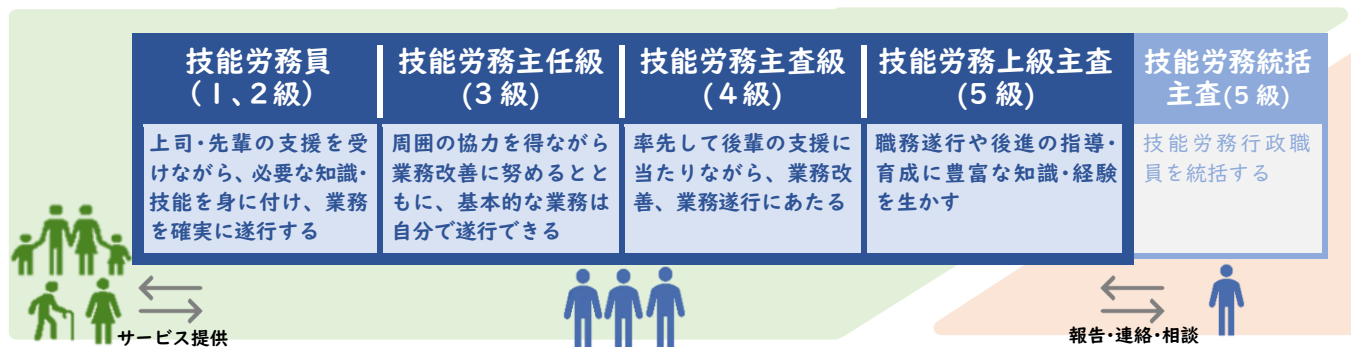 技能労務員
（１、２級）
上司・先輩の支援を受
けながら、必要な知識・
技能を身に付け、業務
を確実に遂行する
技能労務主任級
(３級)
周囲の協力を得ながら
業務改善に努めるとと
もに、基本的な業務は
自分で遂行できる
技能労務主査級
(４級)
率先して後輩の支援に
当たりながら、業務改
善、業務遂行にあたる
技能労務上級主査
(５級)
職務遂行や後進の指導・
育成に豊富な知識・経験
を生かす
技能労務統括
主査(５級)
技能労務行政職
員を統括する
サービス提供
報告・連絡・相談